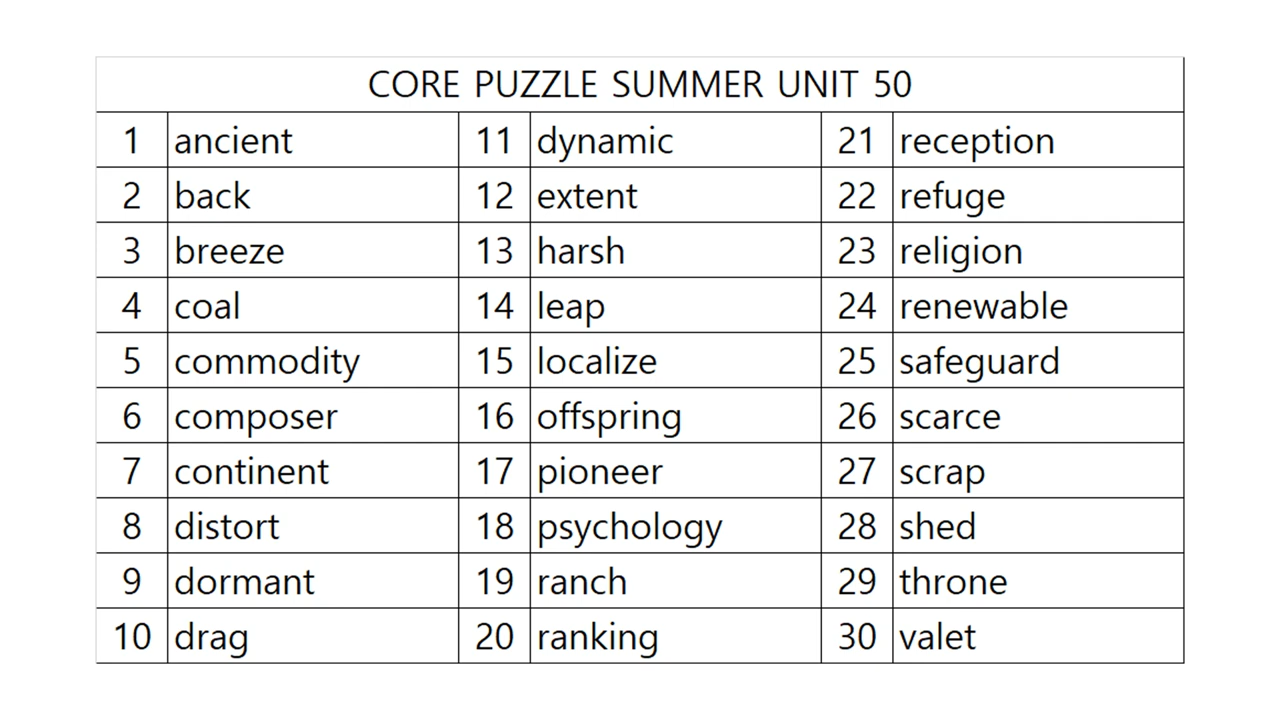 CORE PUZZLE SUMMER UNIT 50
1 ancient 11 dynamic 21 reception
2 back 12 extent 22 refuge
3 breeze 13 harsh 23 religion
4 coal 14 leap 24 renewable
5 commodity 15 localize 25 safeguard
6 composer 16 offspring 26 scarce
7 continent 17 pioneer 27 scrap
8 distort 18 psychology 28 shed
9 dormant 19 ranch 29 throne
10 drag 20 ranking 30 valet